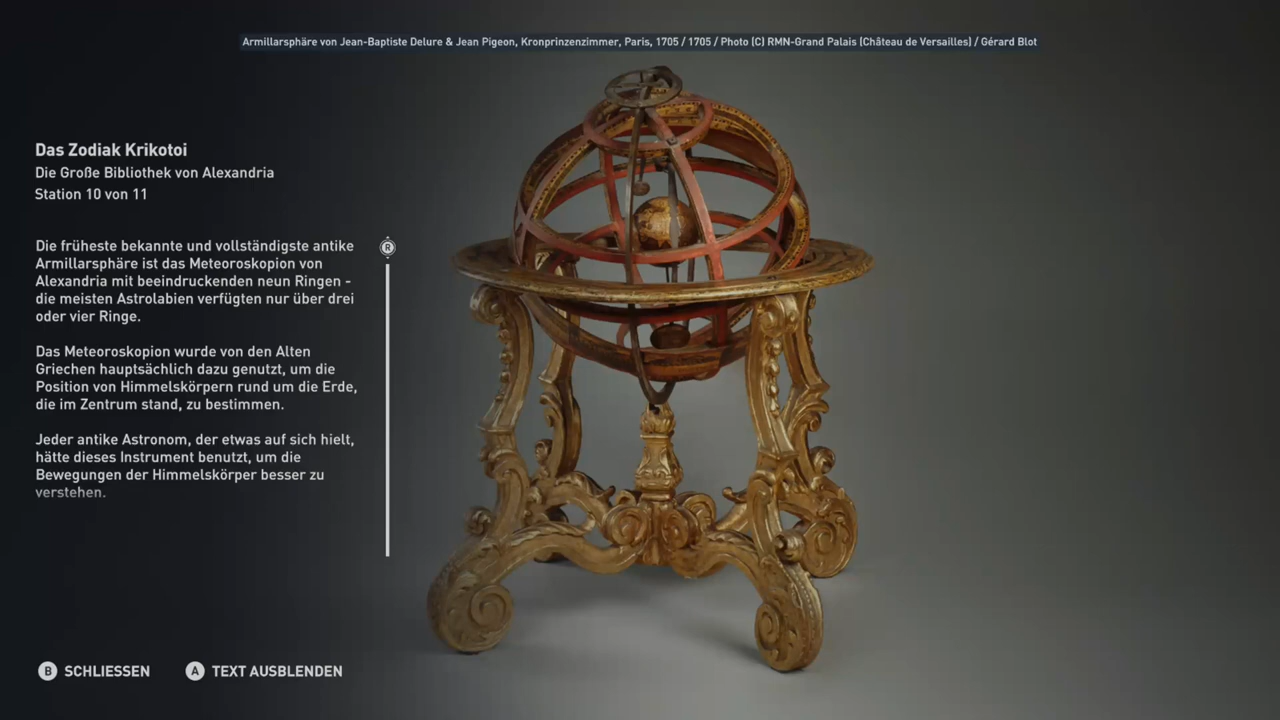 Armillarsphäre von Jean-Baptiste Delure & Jean Pigeon, Kronprinzenzimmer, Paris, 1705 / 1705 / Photo (C) RMN-Grand Palais (Château de Versailles) / Gérard Blot
Das Zodiak Krikotoi
Die Große Bibliothek von Alexandria
Station 10 von 11
Die früheste bekannte und vollständigste antike
Armillarsphäre ist das Meteoroskopion von
Alexandria mit beeindruckenden neun Ringen -
die meisten Astrolabien verfügten nur über drei
oder vier Ringe.
Das Meteoroskopion wurde von den Alten
Griechen hauptsächlich dazu genutzt, um die
Position von Himmelskörpern rund um die Erde,
die im Zentrum stand, zu bestimmen.
Jeder antike Astronom, der etwas auf sich hielt,
hätte dieses Instrument benutzt, um die
Bewegungen der Himmelskörper besser zu
verstehen.
R
B SCHLIESSEN A TEXT AUSBLENDEN